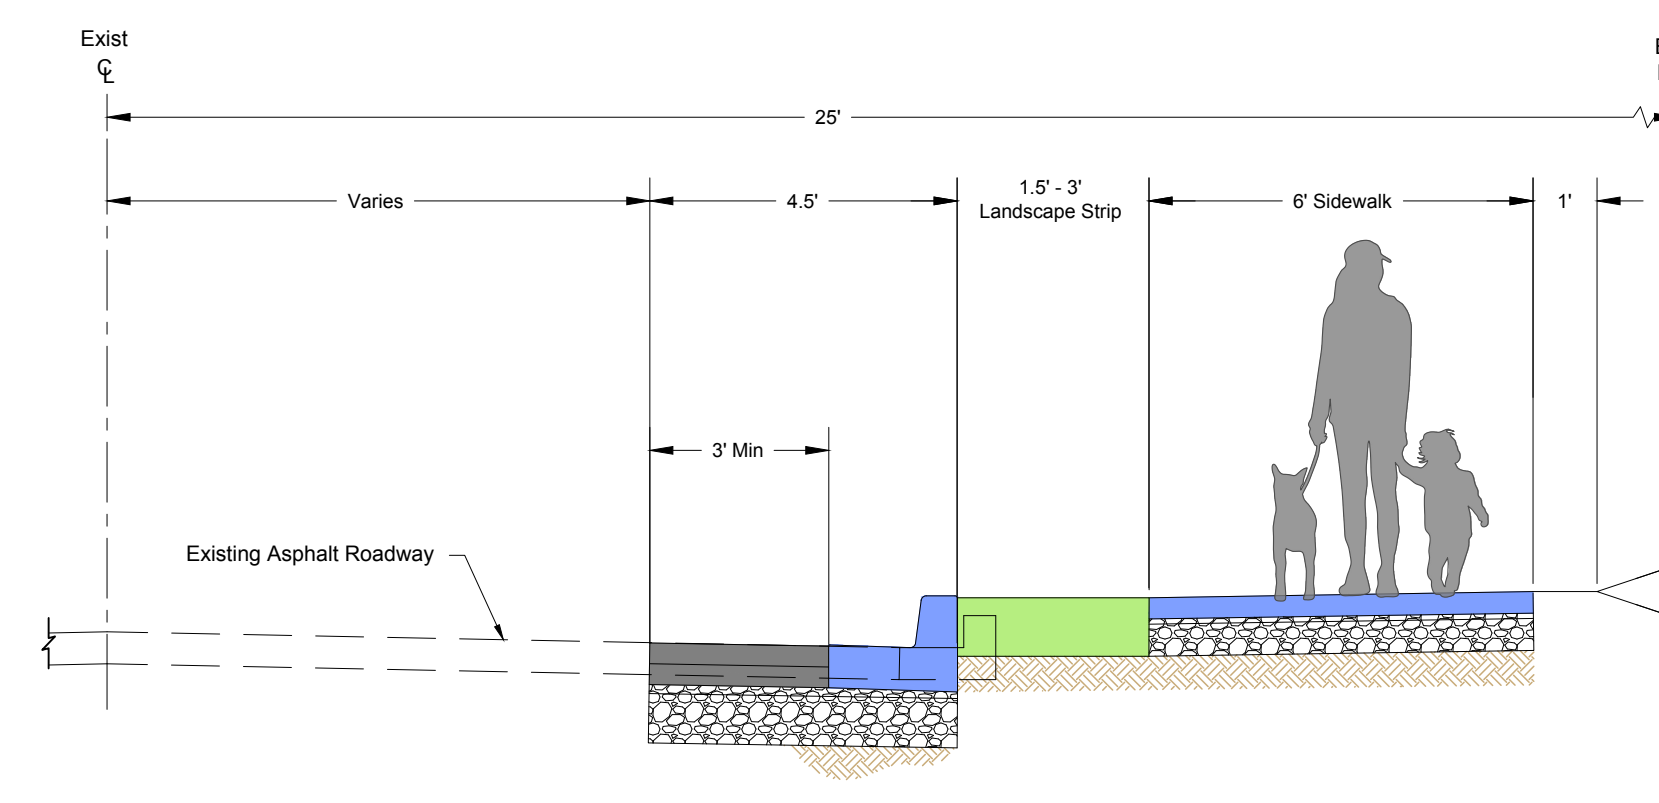 Exist
℄
25'
Varies
4.5'
1.5' - 3'
Landscape Strip
6' Sidewalk
1'
3' Min
Existing Asphalt Roadway